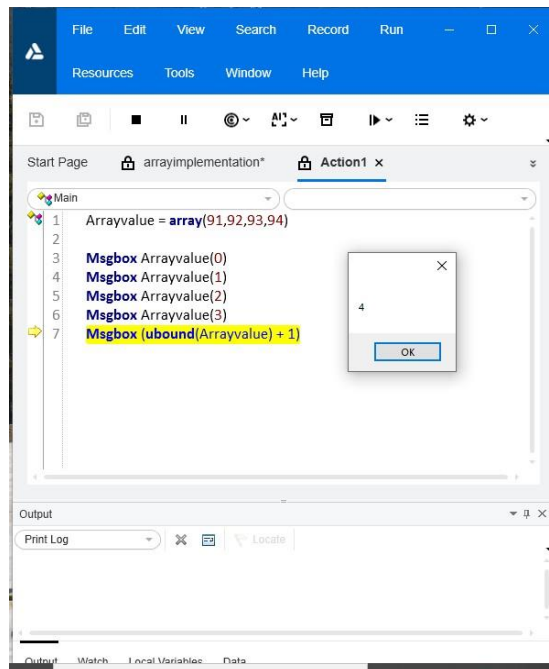 File Edit View Search Record Run
Resources Tools Window Help
Start Page arrayimplementation* Action1
Main
1 Arrayvalue = array(91,92,93,94)
2
3 Msgbox Arrayvalue(0)
4 Msgbox Arrayvalue(1)
5 Msgbox Arrayvalue(2)
6 Msgbox Arrayvalue(3)
7 Msgbox (ubound(Arrayvalue) + 1)
4
OK
Output
Print Log Locate
Output Watch Local Variables Data